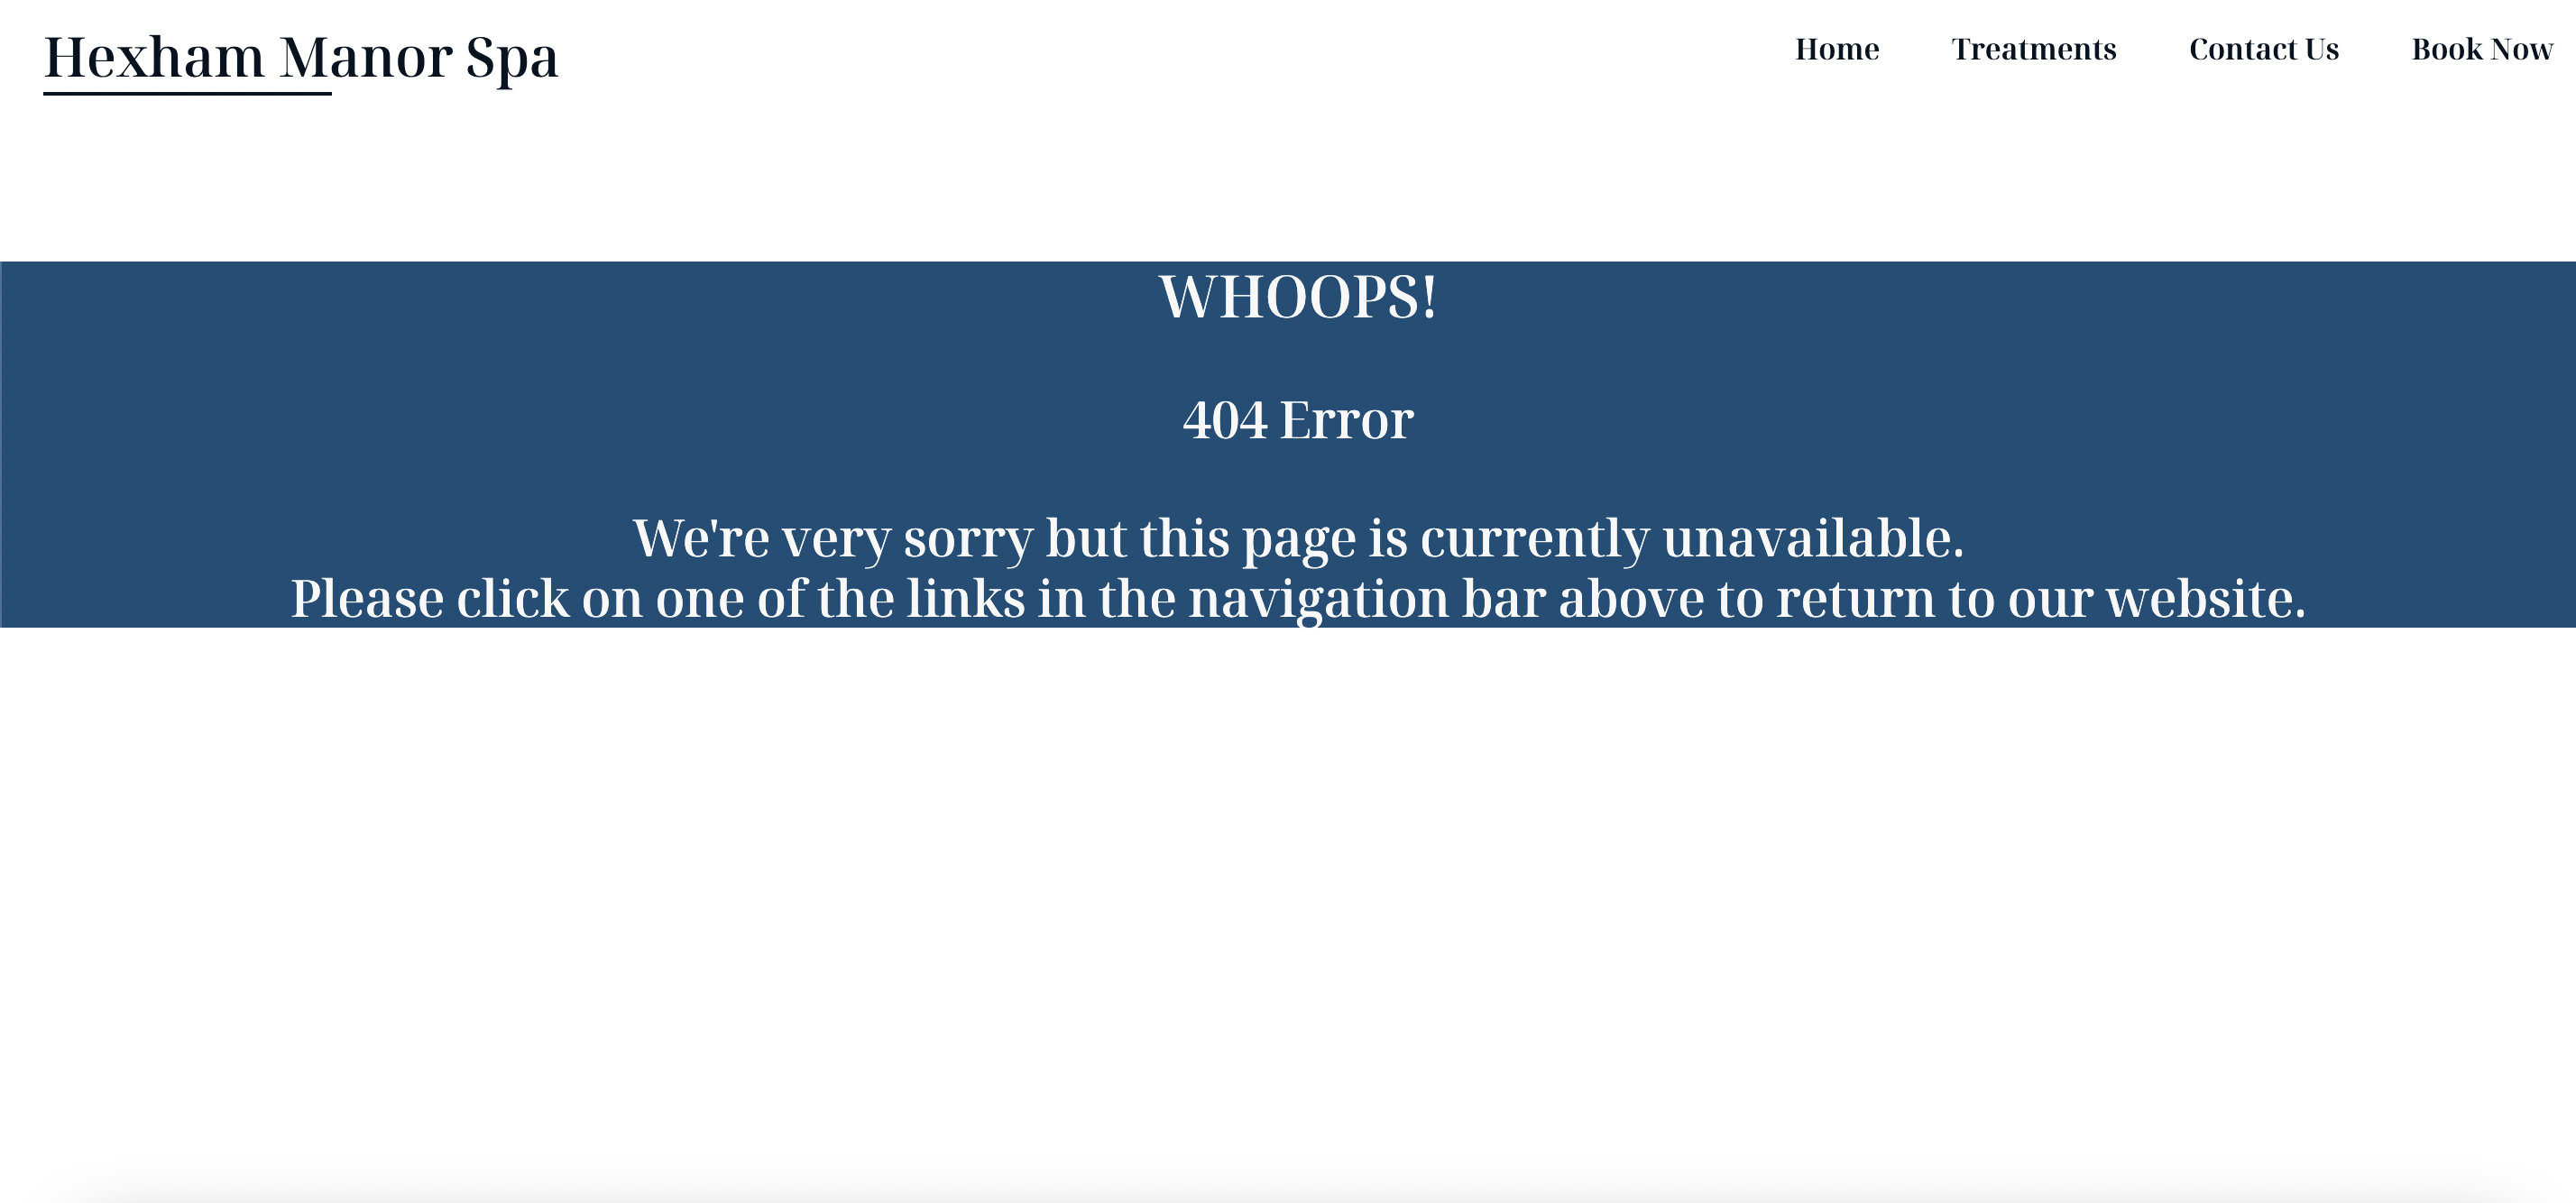 Hexham Manor Spa
Home Treatments Contact Us Book Now
WHOOPS!
404 Error
We're very sorry but this page is currently unavailable.
Please click on one of the links in the navigation bar above to return to our website.